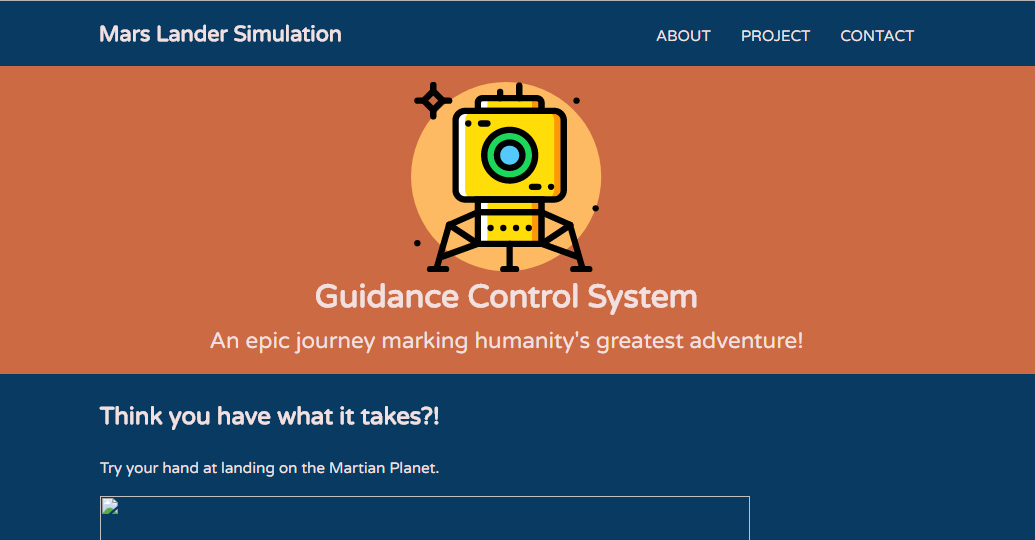 Mars Lander Simulation
ABOUT PROJECT CONTACT
Guidance Control System
An epic journey marking humanity's greatest adventure!
Think you have what it takes?!
Try your hand at landing on the Martian Planet.